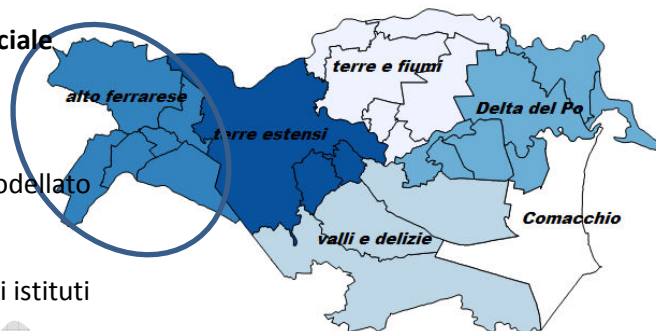 ciale
terre e fiumi
alto ferrarese
Delta del Po
terre estensi
odellato
Comacchio
valli e delizie
i istituti